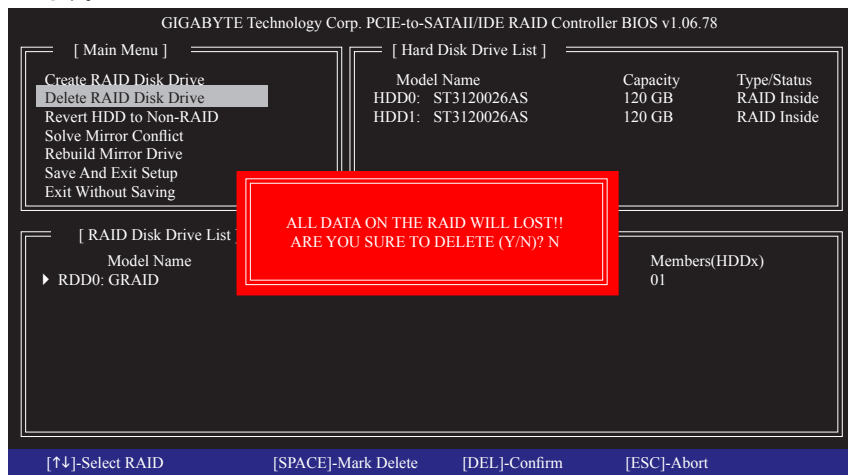 GIGABYTE Technology Corp. PCIE-to-SATAII/IDE RAID Controller BIOS v1.06.78
[ Main Menu ]
Create RAID Disk Drive
Delete RAID Disk Drive
Revert HDD to Non-RAID
Solve Mirror Conflict
Rebuild Mirror Drive
Save And Exit Setup
Exit Without Saving
[ Hard Disk Drive List ]
Model Name Capacity Type/Status
HDD0: ST3120026AS 120 GB RAID Inside
HDD1: ST3120026AS 120 GB RAID Inside
ALL DATA ON THE RAID WILL LOST!!
ARE YOU SURE TO DELETE (Y/N)? N
[ RAID Disk Drive List ]
Model Name Members(HDDx)
RDD0: GRAID 01
[↑↓]-Select RAID [SPACE]-Mark Delete [DEL]-Confirm [ESC]-Abort